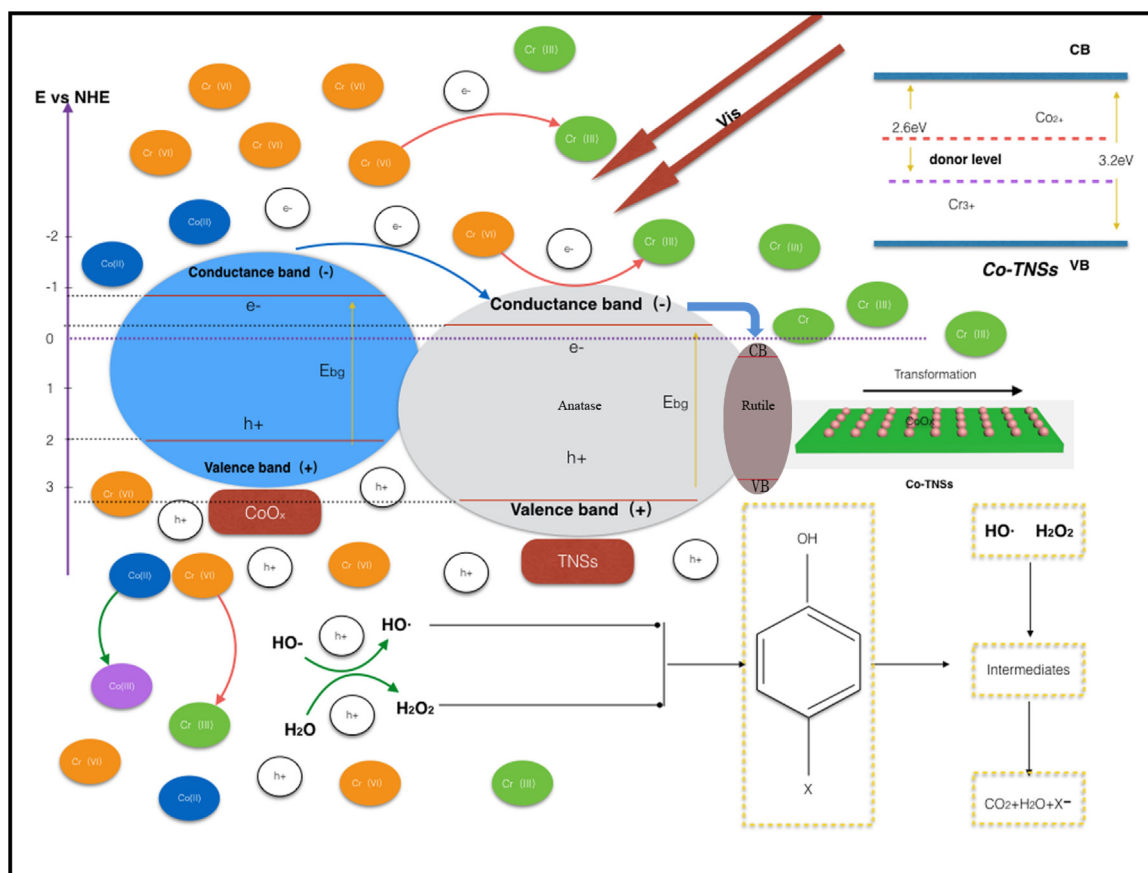 Cr (III)
CB
Cr (VI)
Cr (VI)
e-
E vs NHE
Vis
2.6eV
Co2+
Cr (III)
Cr (VI)
Cr (VI)
Cr (VI)
donor level
3.2eV
Cr3+
e-
Co(II)
e-
Cr (VI)
e-
Cr (III)
Cr (III)
Co-TNSs
VB
-2
Co(II)
Conductance band (-)
-1
e-
Conductance band (-)
Cr (III)
Cr
Cr (III)
0
e-
CB
Ebg
Transformation
1
Anatase
Ebg
Rutile
h+
CoOx
2
h+
Valence band (+)
3
Cr (VI)
h+
VB
Co-TNSs
h+
CoOx
Valence band (+)
HO· H2O2
OH
Co(II)
Cr (VI)
h+
Cr (VI)
h+
TNSs
h+
HO-
h+
HO·
Intermediates
Co(III)
Cr (III)
H2O
h+
H2O2
Cr (VI)
h+
Cr (VI)
Cr (III)
Co(II)
X
CO2+H2O+X−